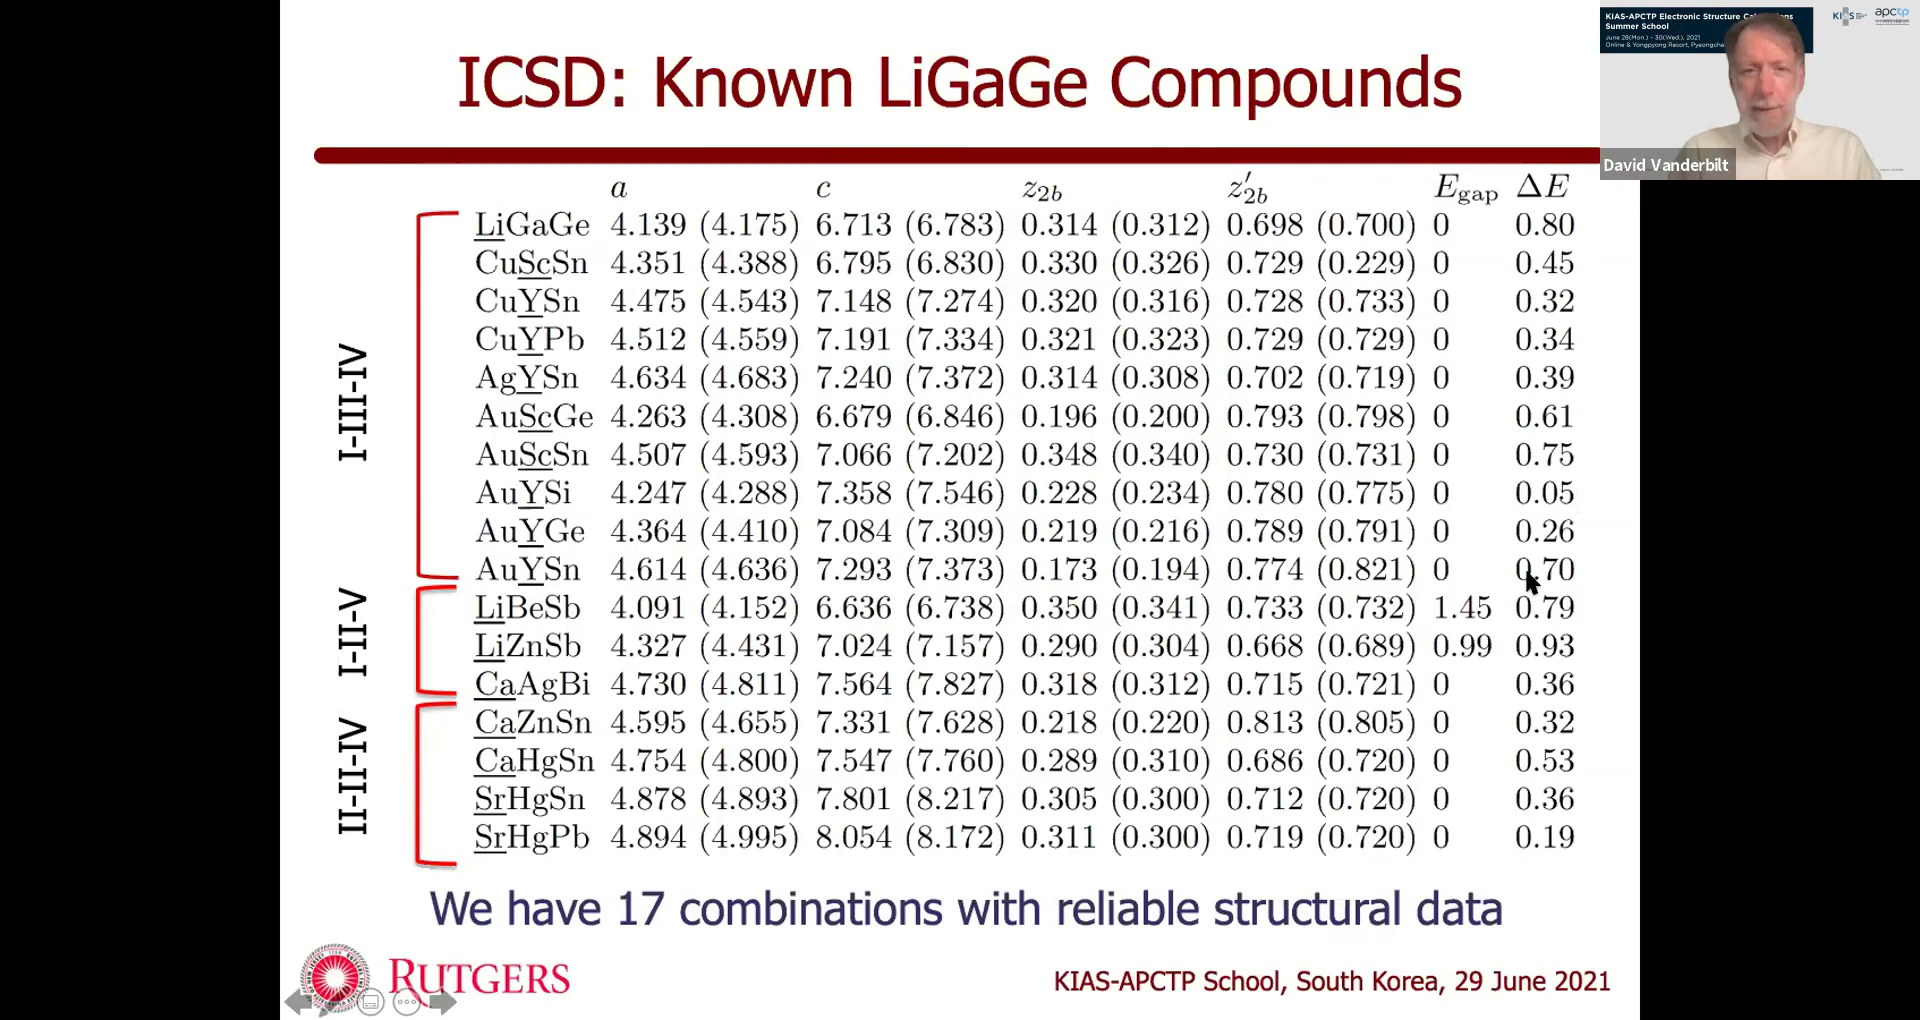 ICSD: Known LiGaGe Compounds
KIAS-APCTP Electronic Structure
Summer School
June 28(Mon.) - 30(Wed.), 2021
Online & Yongpyong Resort,
KIAS
apctp
David Vanderbilt
a c z2b z′2b Egap ΔE
I-III-IV
LiGaGe 4.139 (4.175) 6.713 (6.783) 0.314 (0.312) 0.698 (0.700) 0 0.80
CuScSn 4.351 (4.388) 6.795 (6.830) 0.330 (0.326) 0.729 (0.229) 0 0.45
CuYSn 4.475 (4.543) 7.148 (7.274) 0.320 (0.316) 0.728 (0.733) 0 0.32
CuYPb 4.512 (4.559) 7.191 (7.334) 0.321 (0.323) 0.729 (0.729) 0 0.34
AgYSn 4.634 (4.683) 7.240 (7.372) 0.314 (0.308) 0.702 (0.719) 0 0.39
AuScGe 4.263 (4.308) 6.679 (6.846) 0.196 (0.200) 0.793 (0.798) 0 0.61
AuScSn 4.507 (4.593) 7.066 (7.202) 0.348 (0.340) 0.730 (0.731) 0 0.75
AuYSi 4.247 (4.288) 7.358 (7.546) 0.228 (0.234) 0.780 (0.775) 0 0.05
AuYGe 4.364 (4.410) 7.084 (7.309) 0.219 (0.216) 0.789 (0.791) 0 0.26
AuYSn 4.614 (4.636) 7.293 (7.373) 0.173 (0.194) 0.774 (0.821) 0 0.70
I-II-V
LiBeSb 4.091 (4.152) 6.636 (6.738) 0.350 (0.341) 0.733 (0.732) 1.45 0.79
LiZnSb 4.327 (4.431) 7.024 (7.157) 0.290 (0.304) 0.668 (0.689) 0.99 0.93
CaAgBi 4.730 (4.811) 7.564 (7.827) 0.318 (0.312) 0.715 (0.721) 0 0.36
II-II-IV
CaZnSn 4.595 (4.655) 7.331 (7.628) 0.218 (0.220) 0.813 (0.805) 0 0.32
CaHgSn 4.754 (4.800) 7.547 (7.760) 0.289 (0.310) 0.686 (0.720) 0 0.53
SrHgSn 4.878 (4.893) 7.801 (8.217) 0.305 (0.300) 0.712 (0.720) 0 0.36
SrHgPb 4.894 (4.995) 8.054 (8.172) 0.311 (0.300) 0.719 (0.720) 0 0.19
We have 17 combinations with reliable structural data
RUTGERS
KIAS-APCTP School, South Korea, 29 June 2021